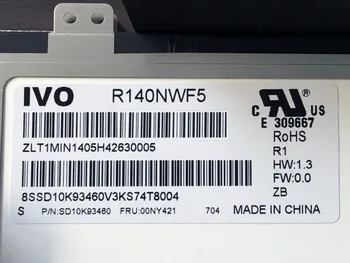 IVO R140NWF5
ZLT1MIN1405H42630005
8SSD10K93460V3KS74T8004
S P/N:SD10K93460 FRU:00NY421 704
C US
E 309667
RoHS
R1
HW:1.3
FW:0.0
ZB
MADE IN CHINA